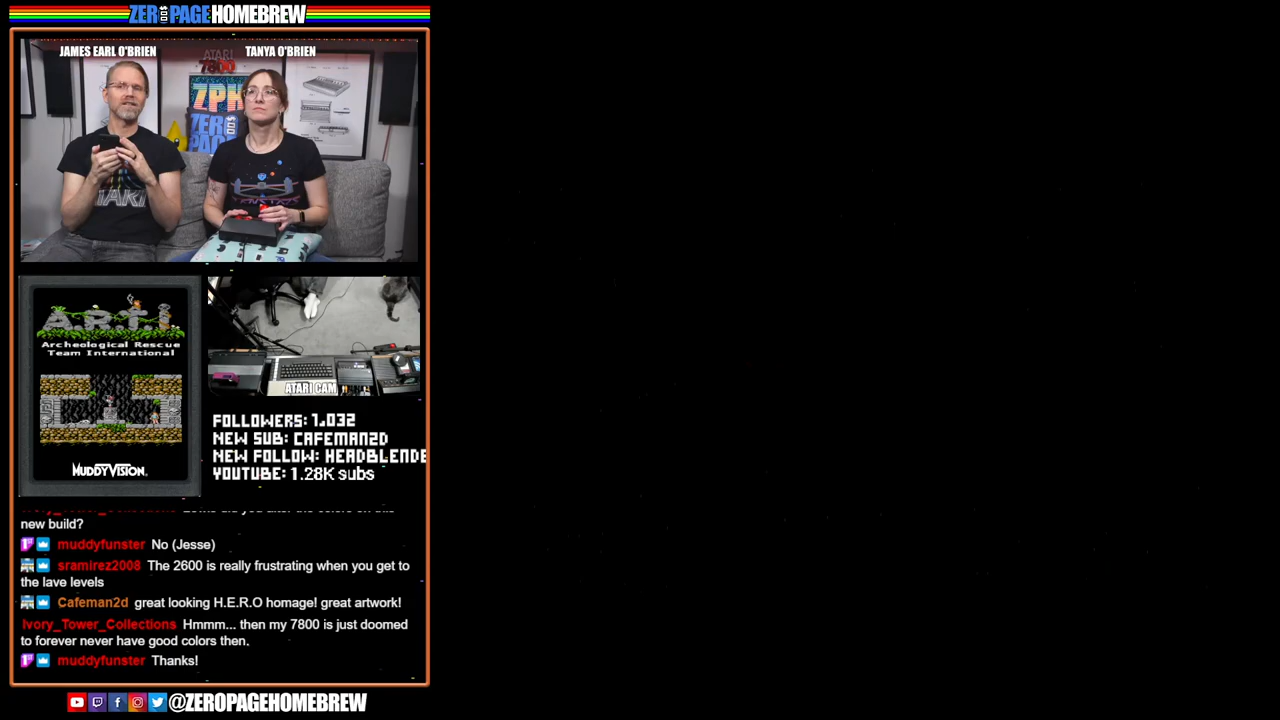 ZEROPAGE HOMEBREW
JAMES EARL O'BRIEN
TANYA O'BRIEN
ATARI
7800
ZPH
ZERO
PAGE
A.R.T.I
Archeological Rescue
Team International
MUDDYVISION
ATARI CAM
FOLLOWERS: 1,032
NEW SUB: CAFEMAN2D
NEW FOLLOW: HEADBLENDE
YOUTUBE: 1.28K subs
new build?
muddyfunster No (Jesse)
sramirez2008 The 2600 is really frustrating when you get to
the lave levels
Cafeman2d great looking H.E.R.O homage! great artwork!
Ivory_Tower_Collections Hmmm... then my 7800 is just doomed
to forever never have good colors then.
muddyfunster Thanks!
@ZEROPAGEHOMEBREW